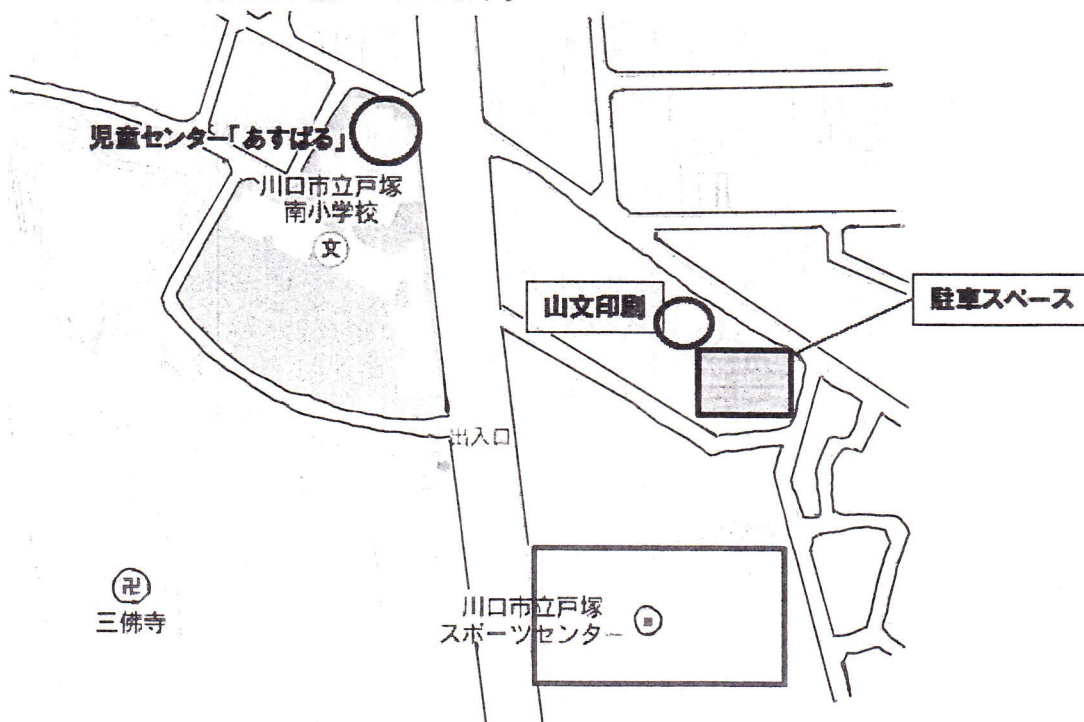 児童センター「あすぱる」
川口市立戸塚
南小学校
文
山文印刷
駐車スペース
出入口
卍
三佛寺
川口市立戸塚
スポーツセンター